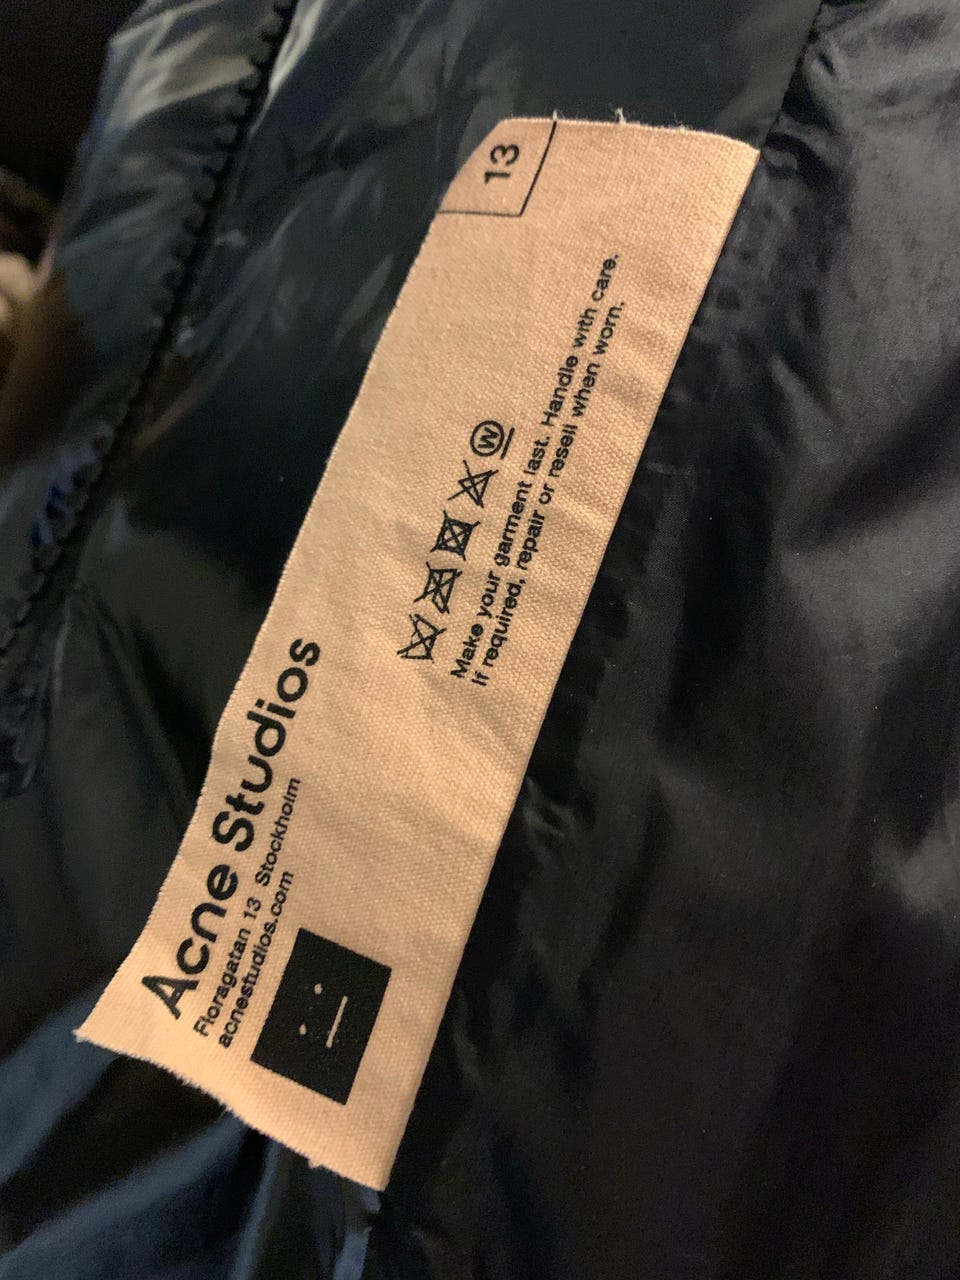 Acne Studios
Floragatan 13 Stockholm
acnestudios.com
W
Make your garment last. Handle with care.
If required, repair or resell when worn.
13